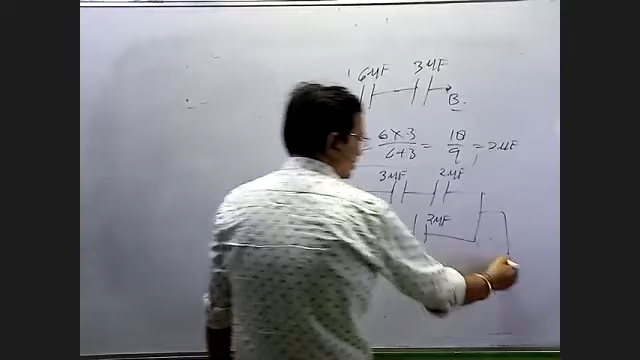 6μF 3μF
B.
= 6×3 / 6+3 = 18 / 9 = 2μF
3μF 2μF
2μF